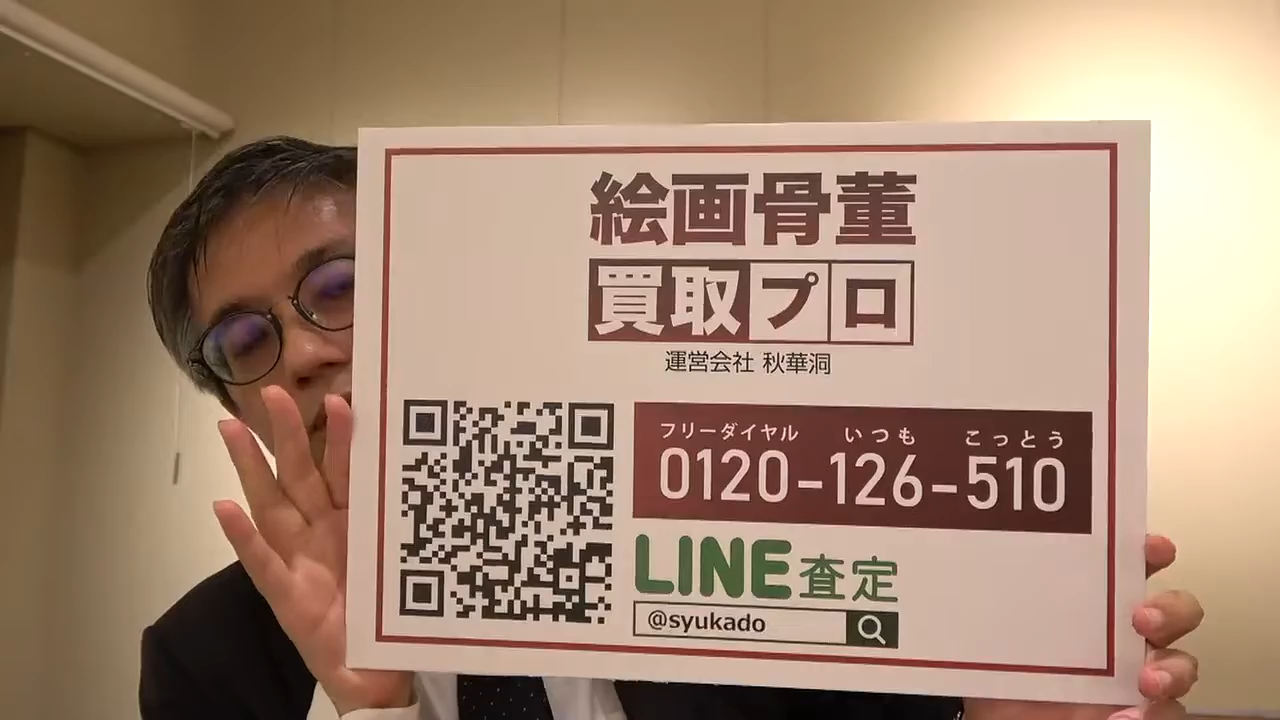 絵画骨董
買取プロ
運営会社 秋華洞
フリーダイヤル いつも こっとう
0120-126-510
LINE査定
@syukado